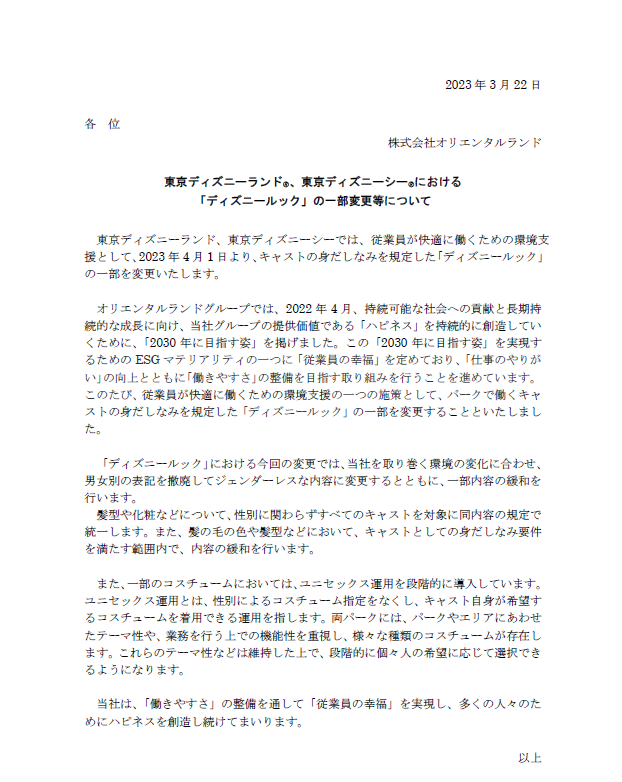 2023 年 3 月 22 日
各　位
株式会社オリエンタルランド
東京ディズニーランド®、東京ディズニーシー®における
「ディズニールック」の一部変更等について
東京ディズニーランド、東京ディズニーシーでは、従業員が快適に働くための環境支
援として、2023 年 4 月 1 日より、キャストの身だしなみを規定した「ディズニールック」
の一部を変更いたします。
オリエンタルランドグループでは、2022 年 4 月、持続可能な社会への貢献と長期持
続的な成長に向け、当社グループの提供価値である「ハピネス」を持続的に創造してい
くために、「2030 年に目指す姿」を掲げました。この「2030 年に目指す姿」を実現す
るための ESG マテリアリティの一つに「従業員の幸福」を定めており、「仕事のやりが
い」の向上とともに「働きやすさ」の整備を目指す取り組みを行うことを進めています。
このたび、従業員が快適に働くための環境支援の一つの施策として、パークで働くキャ
ストの身だしなみを規定した「ディズニールック」の一部を変更することといたしまし
た。
「ディズニールック」における今回の変更では、当社を取り巻く環境の変化に合わせ、
男女別の表記を撤廃してジェンダーレスな内容に変更するとともに、一部内容の緩和を
行います。
髪型や化粧などについて、性別に関わらずすべてのキャストを対象に同内容の規定で
統一します。また、髪の毛の色や髪型などにおいて、キャストとしての身だしなみ要件
を満たす範囲内で、内容の緩和を行います。
また、一部のコスチュームにおいては、ユニセックス運用を段階的に導入しています。
ユニセックス運用とは、性別によるコスチューム指定をなくし、キャスト自身が希望す
るコスチュームを着用できる運用を指します。両パークには、パークやエリアにあわせ
たテーマ性や、業務を行う上での機能性を重視し、様々な種類のコスチュームが存在し
ます。これらのテーマ性などは維持した上で、段階的に個々人の希望に応じて選択でき
るようになります。
当社は、「働きやすさ」の整備を通して「従業員の幸福」を実現し、多くの人々のた
めにハピネスを創造し続けてまいります。
以上